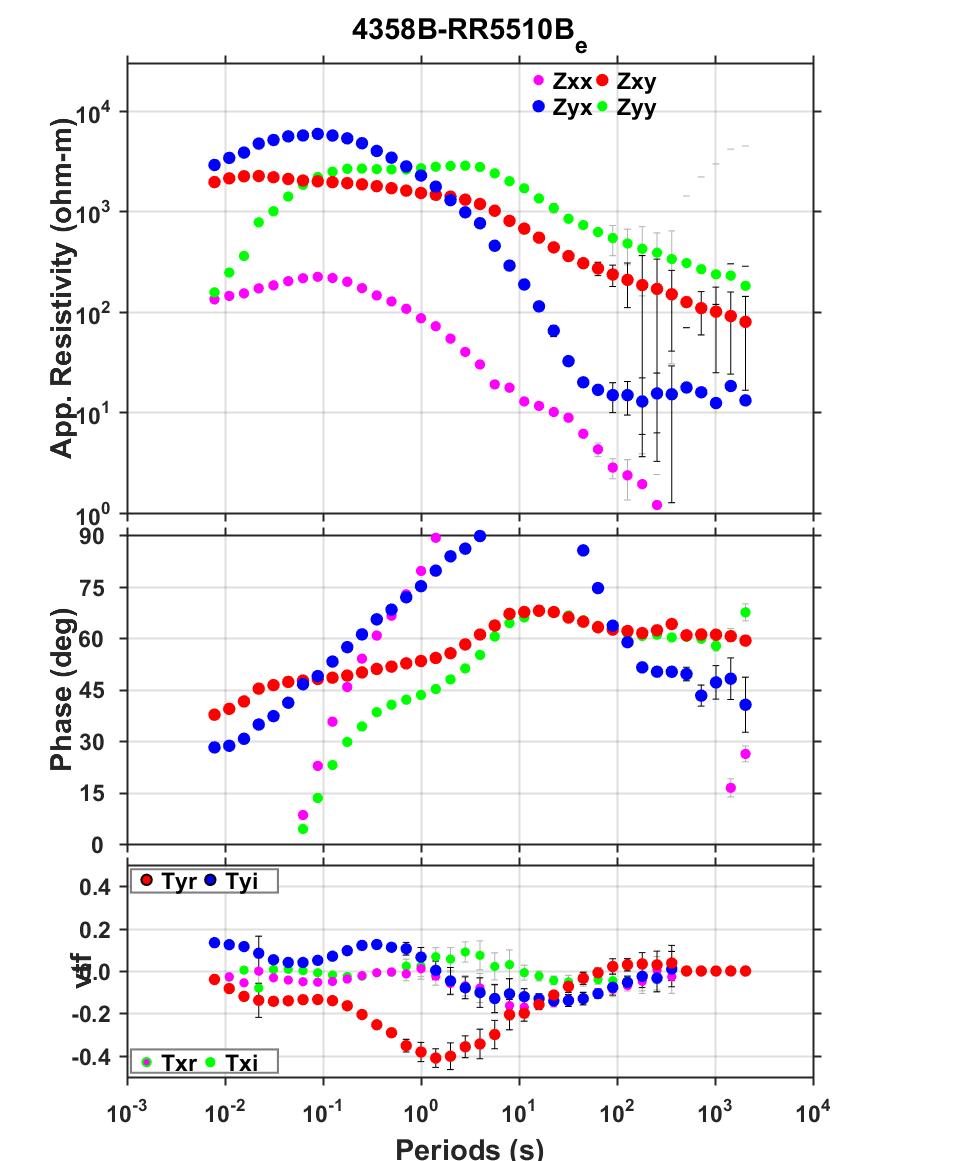 4358B-RR5510Be
Zxx Zxy
Zyx Zyy
App. Resistivity (ohm-m)
10^4
10^3
10^2
10^1
10^0
Phase (deg)
90
75
60
45
30
15
0
Tyr Tyi
vtf
0.4
0.2
0.0
-0.2
-0.4
Txr Txi
10^-3 10^-2 10^-1 10^0 10^1 10^2 10^3 10^4
Periods (s)